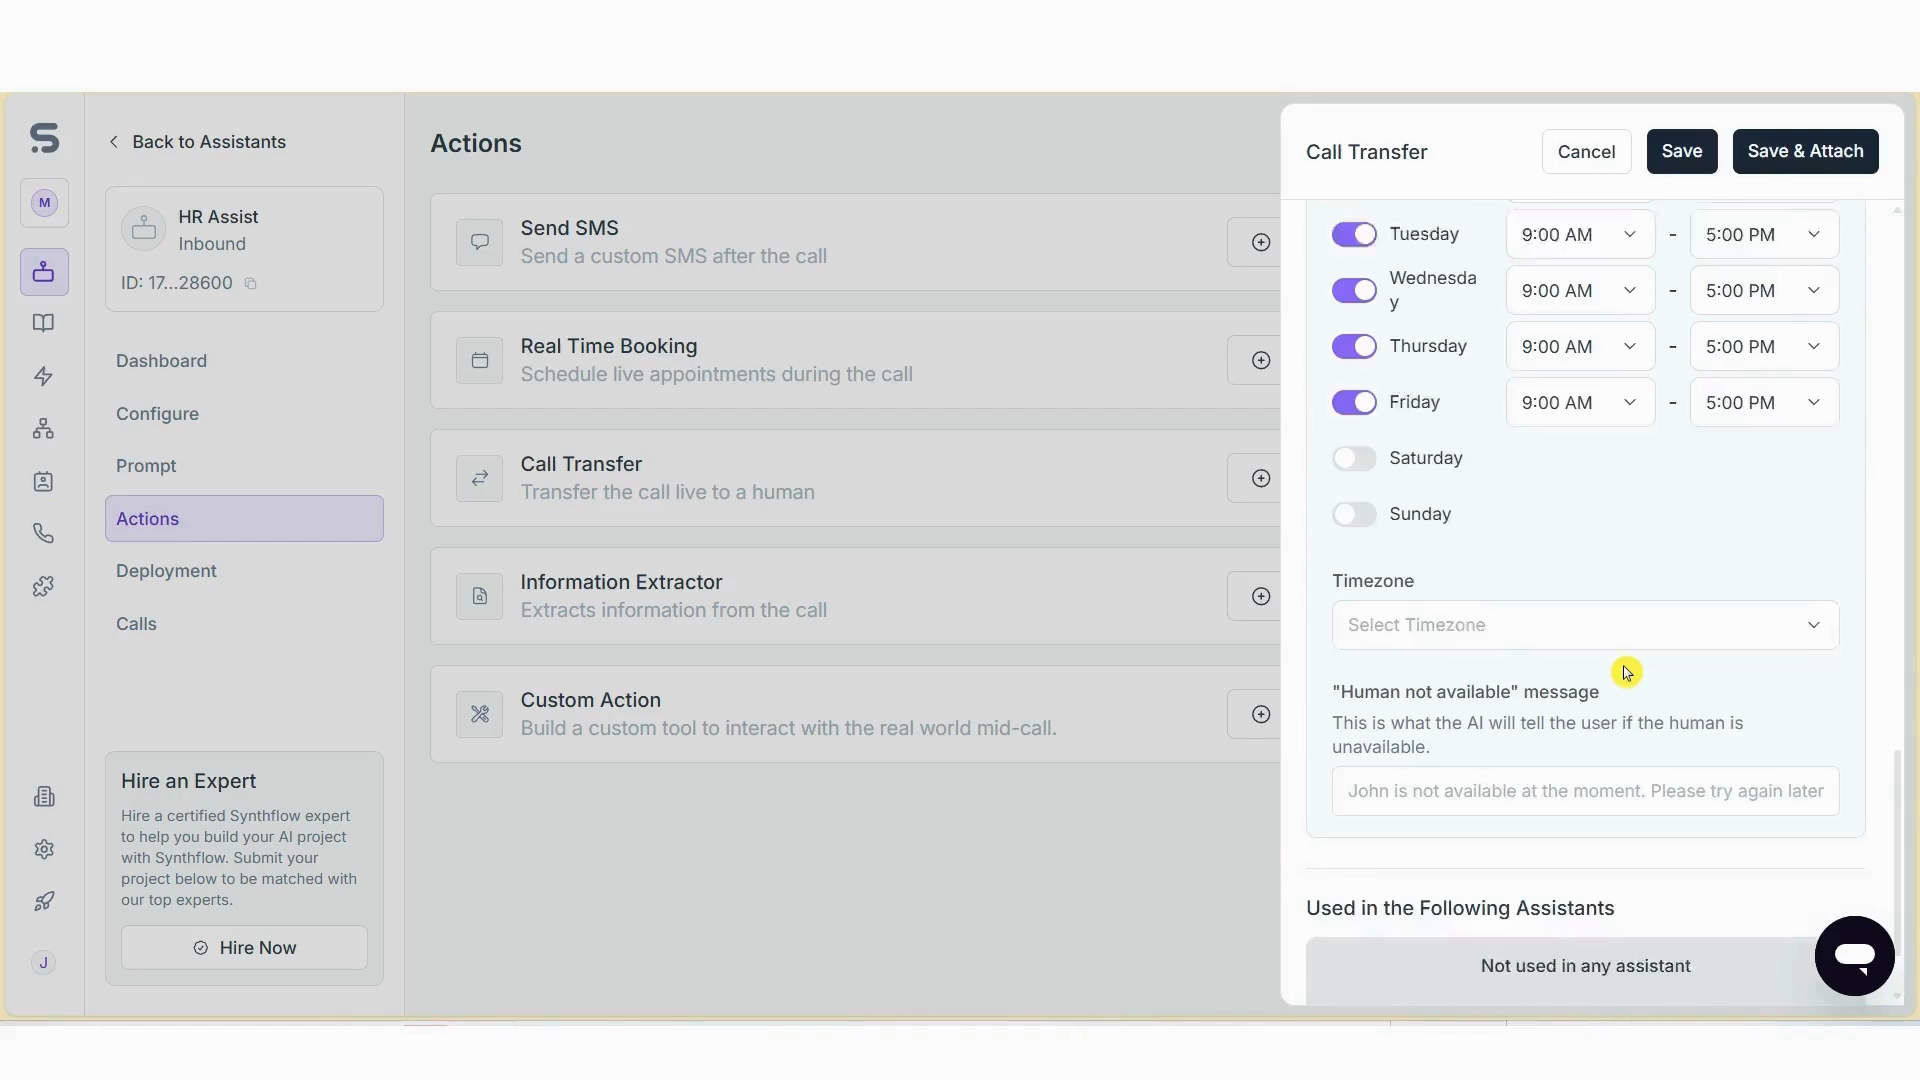 M
J
Back to Assistants
HR Assist
Inbound
ID: 17...28600
Dashboard
Configure
Prompt
Actions
Deployment
Calls
Hire an Expert
Hire a certified Synthflow expert
to help you build your AI project
with Synthflow. Submit your
project below to be matched with
our top experts.
Hire Now
Actions
Send SMS
Send a custom SMS after the call
Real Time Booking
Schedule live appointments during the call
Call Transfer
Transfer the call live to a human
Information Extractor
Extracts information from the call
Custom Action
Build a custom tool to interact with the real world mid-call.
Call Transfer
Cancel
Save
Save & Attach
Tuesday 9:00 AM - 5:00 PM
Wednesda
y
9:00 AM - 5:00 PM
Thursday 9:00 AM - 5:00 PM
Friday 9:00 AM - 5:00 PM
Saturday
Sunday
Timezone
Select Timezone
"Human not available" message
This is what the AI will tell the user if the human is
unavailable.
John is not available at the moment. Please try again later
Used in the Following Assistants
Not used in any assistant